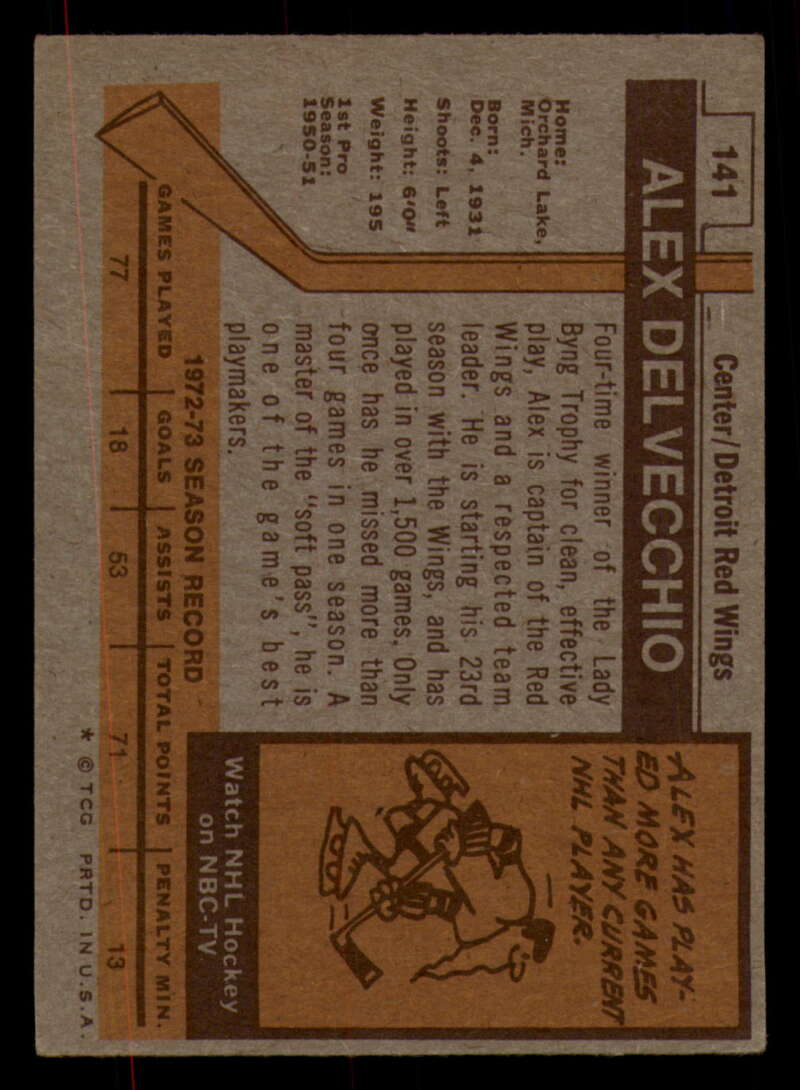 141
Center/Detroit Red Wings
ALEX DELVECCHIO
Home:
Orchard Lake,
Mich.
Born:
Dec. 4, 1931
Shoots: Left
Height: 6'0"
Weight: 195
1st Pro
Season:
1950-51
Four-time winner of the Lady
Byng Trophy for clean, effective
play, Alex is captain of the Red
Wings and a respected team
leader. He is starting his 23rd
season with the Wings, and has
played in over 1,500 games. Only
once has he missed more than
four games in one season. A
master of the "soft pass", he is
one of the game's best
playmakers.
ALEX HAS PLAY-
ED MORE GAMES
THAN ANY CURRENT
NHL PLAYER.
Watch NHL Hockey
on NBC-TV
1972-73 SEASON RECORD
GAMES PLAYED GOALS ASSISTS TOTAL POINTS PENALTY MIN.
77 18 53 71 13
* © TCG PRTD. IN U.S.A.